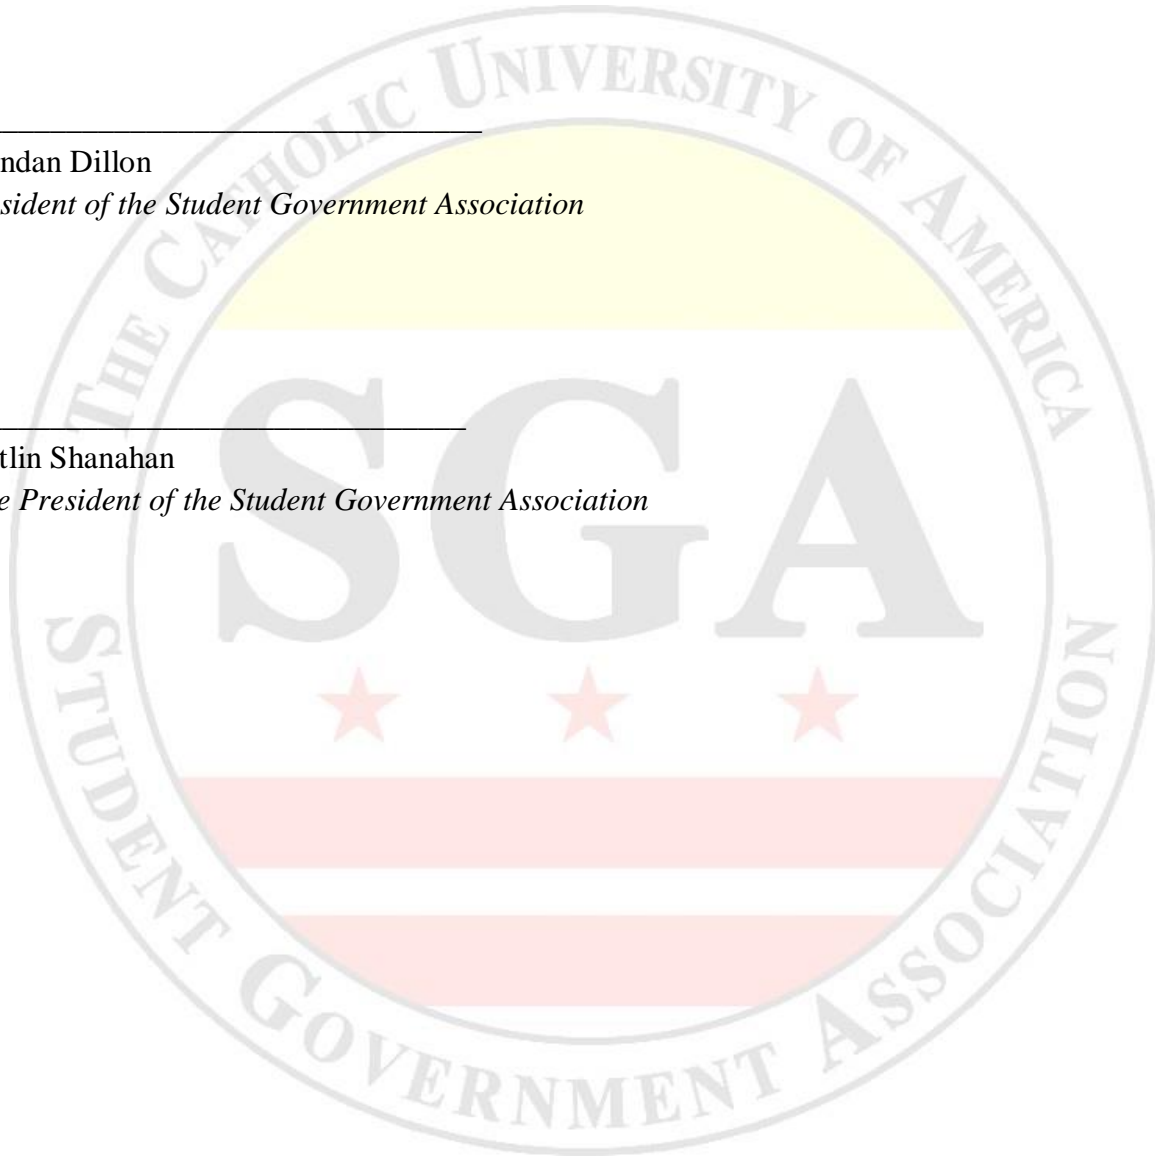 ndan Dillon
sident of the Student Government Association
tlin Shanahan
e President of the Student Government Association
THE CATHOLIC UNIVERSITY OF AMERICA
SGA
STUDENT GOVERNMENT ASSOCIATION